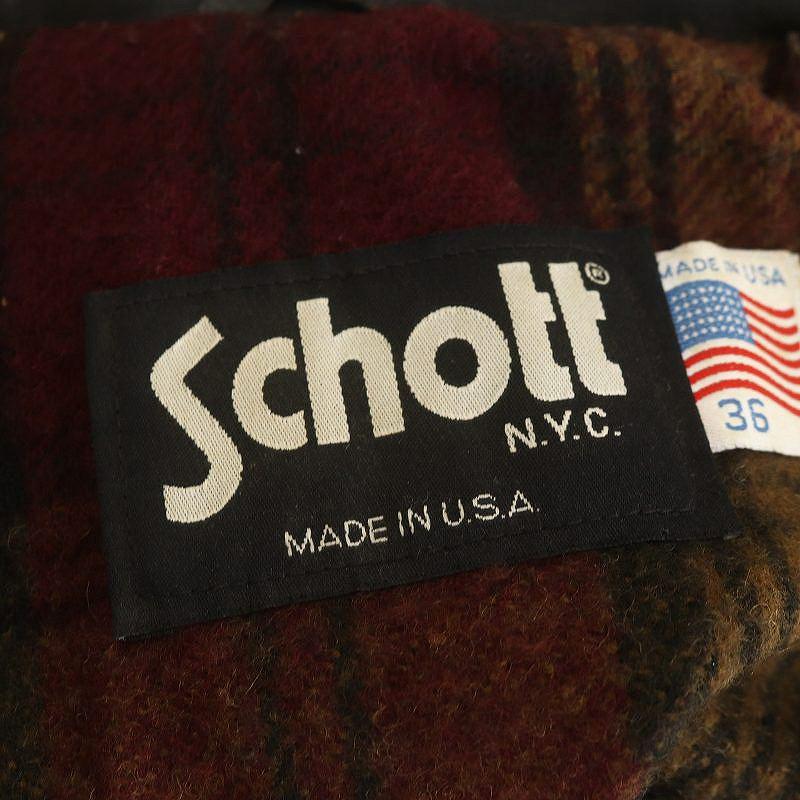 Schott®
N.Y.C.
MADE IN U.S.A.
MADE IN USA
36